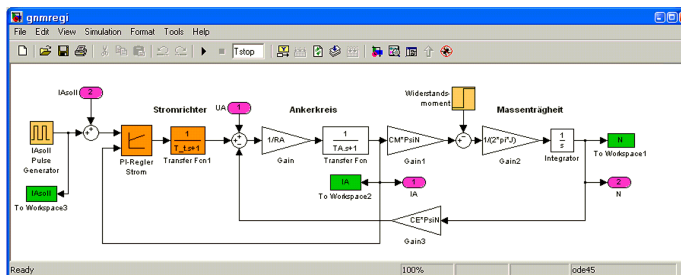 gnmregi
File Edit View Simulation Format Tools Help
Tstop
IAsoll
2
Stromrichter
UA
1
Ankerkreis
Widerstands-
moment
Massenträgheit
IAsoll
Pulse
Generator
PI-Regler
Strom
1
T_t.s+1
Transfer Fcn1
1/RA
Gain
1
TA.s+1
Transfer Fcn
CM*PsiN
Gain1
1/(2*pi*J)
Gain2
1
s
Integrator
N
To Workspace1
IAsoll
To Workspace3
IA
To Workspace2
1
IA
2
N
CE*PsiN
Gain3
Ready
100%
ode45